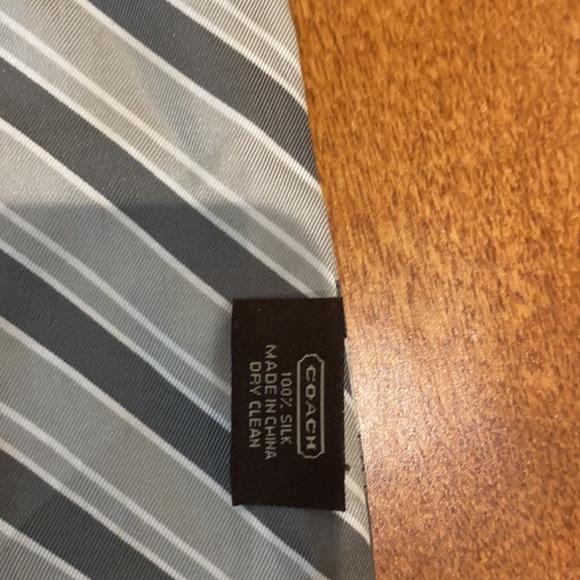 COACH
100% SILK
MADE IN CHINA
DRY CLEAN